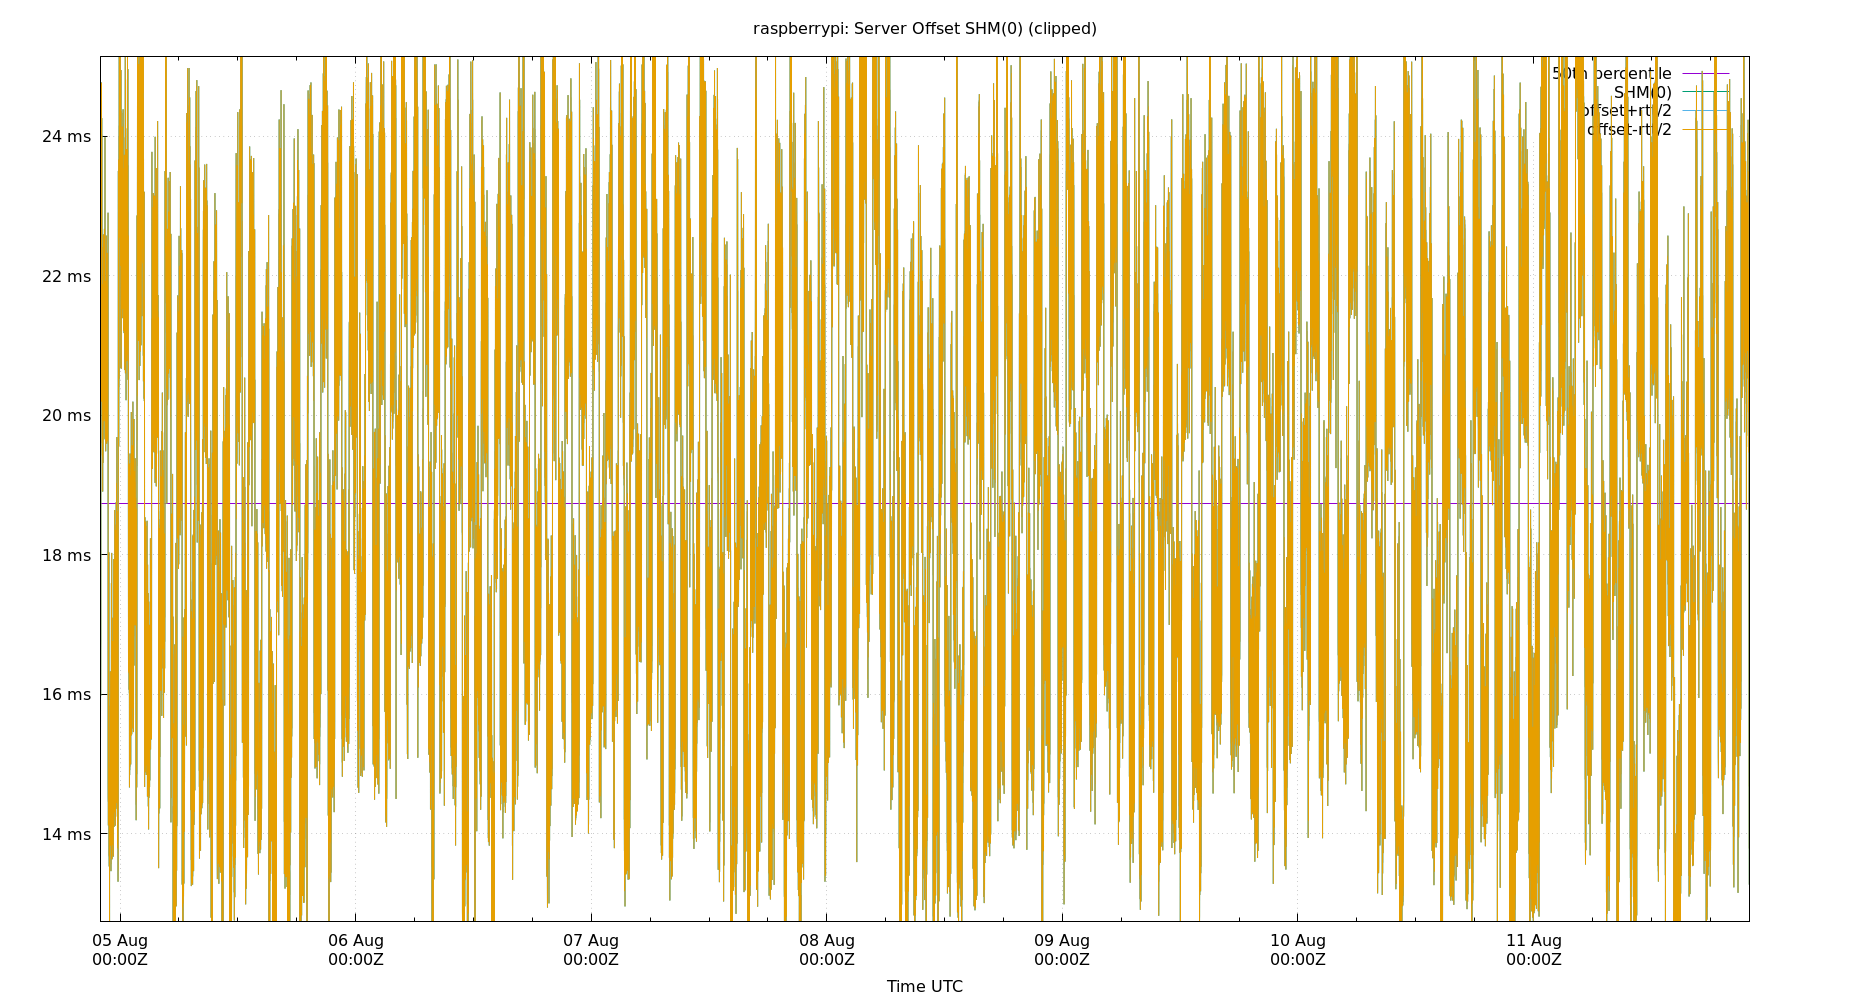 raspberrypi: Server Offset SHM(0) (clipped)
50th percentile
SHM(0)
offset+rtt/2
offset-rtt/2
24 ms
22 ms
20 ms
18 ms
16 ms
14 ms
05 Aug 06 Aug 07 Aug 08 Aug 09 Aug 10 Aug 11 Aug
00:00Z 00:00Z 00:00Z 00:00Z 00:00Z 00:00Z 00:00Z
Time UTC